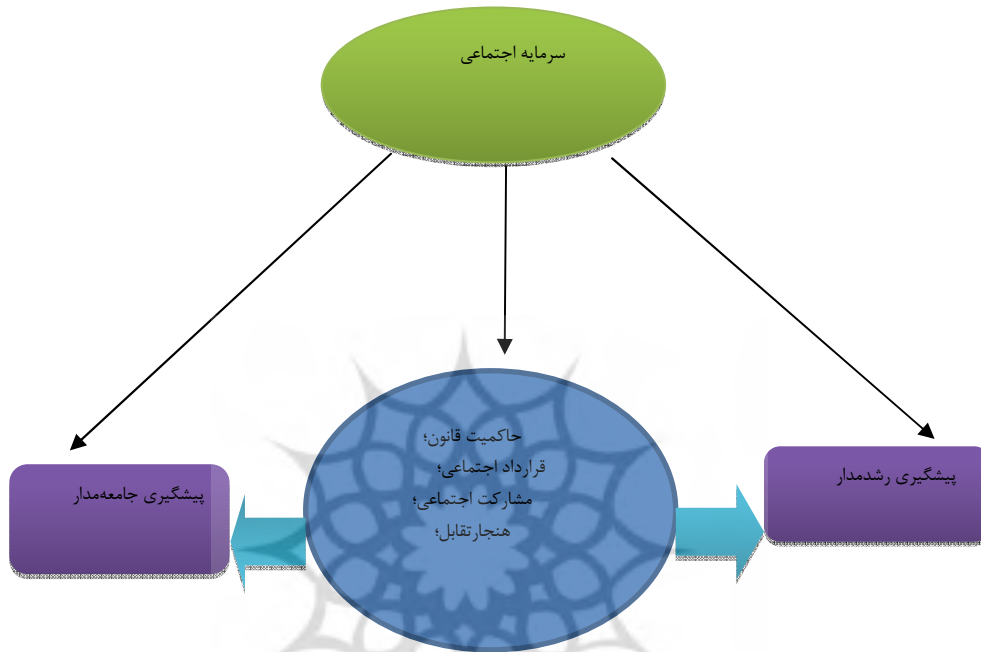 سرمایه اجتماعی
حاکمیت قانون؛
قرارداد اجتماعی؛
مشارکت اجتماعی؛
هنجارتقابل؛
پیشگیری رشدمدار
پیشگیری جامعه‌مدار